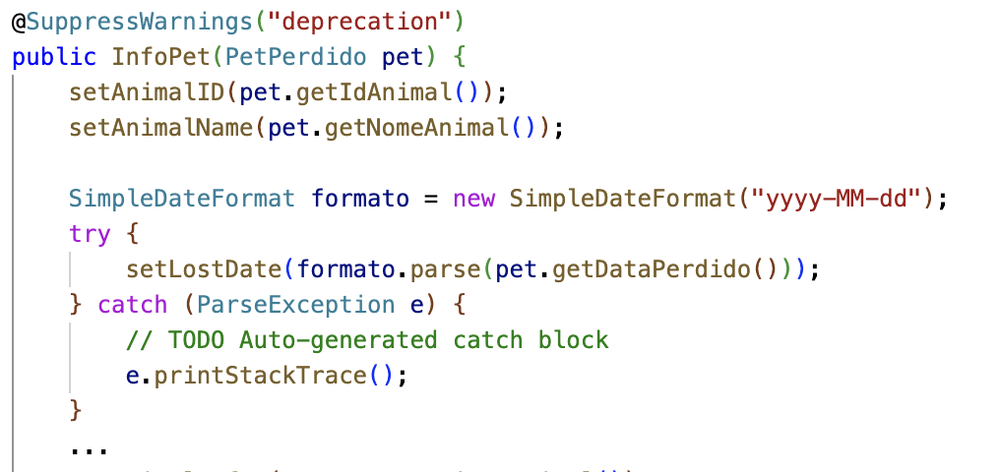 @SuppressWarnings("deprecation")
public InfoPet(PetPerdido pet) {
    setAnimalID(pet.getIdAnimal());
    setAnimalName(pet.getNomeAnimal());

    SimpleDateFormat formato = new SimpleDateFormat("yyyy-MM-dd");
    try {
        setLostDate(formato.parse(pet.getDataPerdido()));
    } catch (ParseException e) {
        // TODO Auto-generated catch block
        e.printStackTrace();
    }
    ...